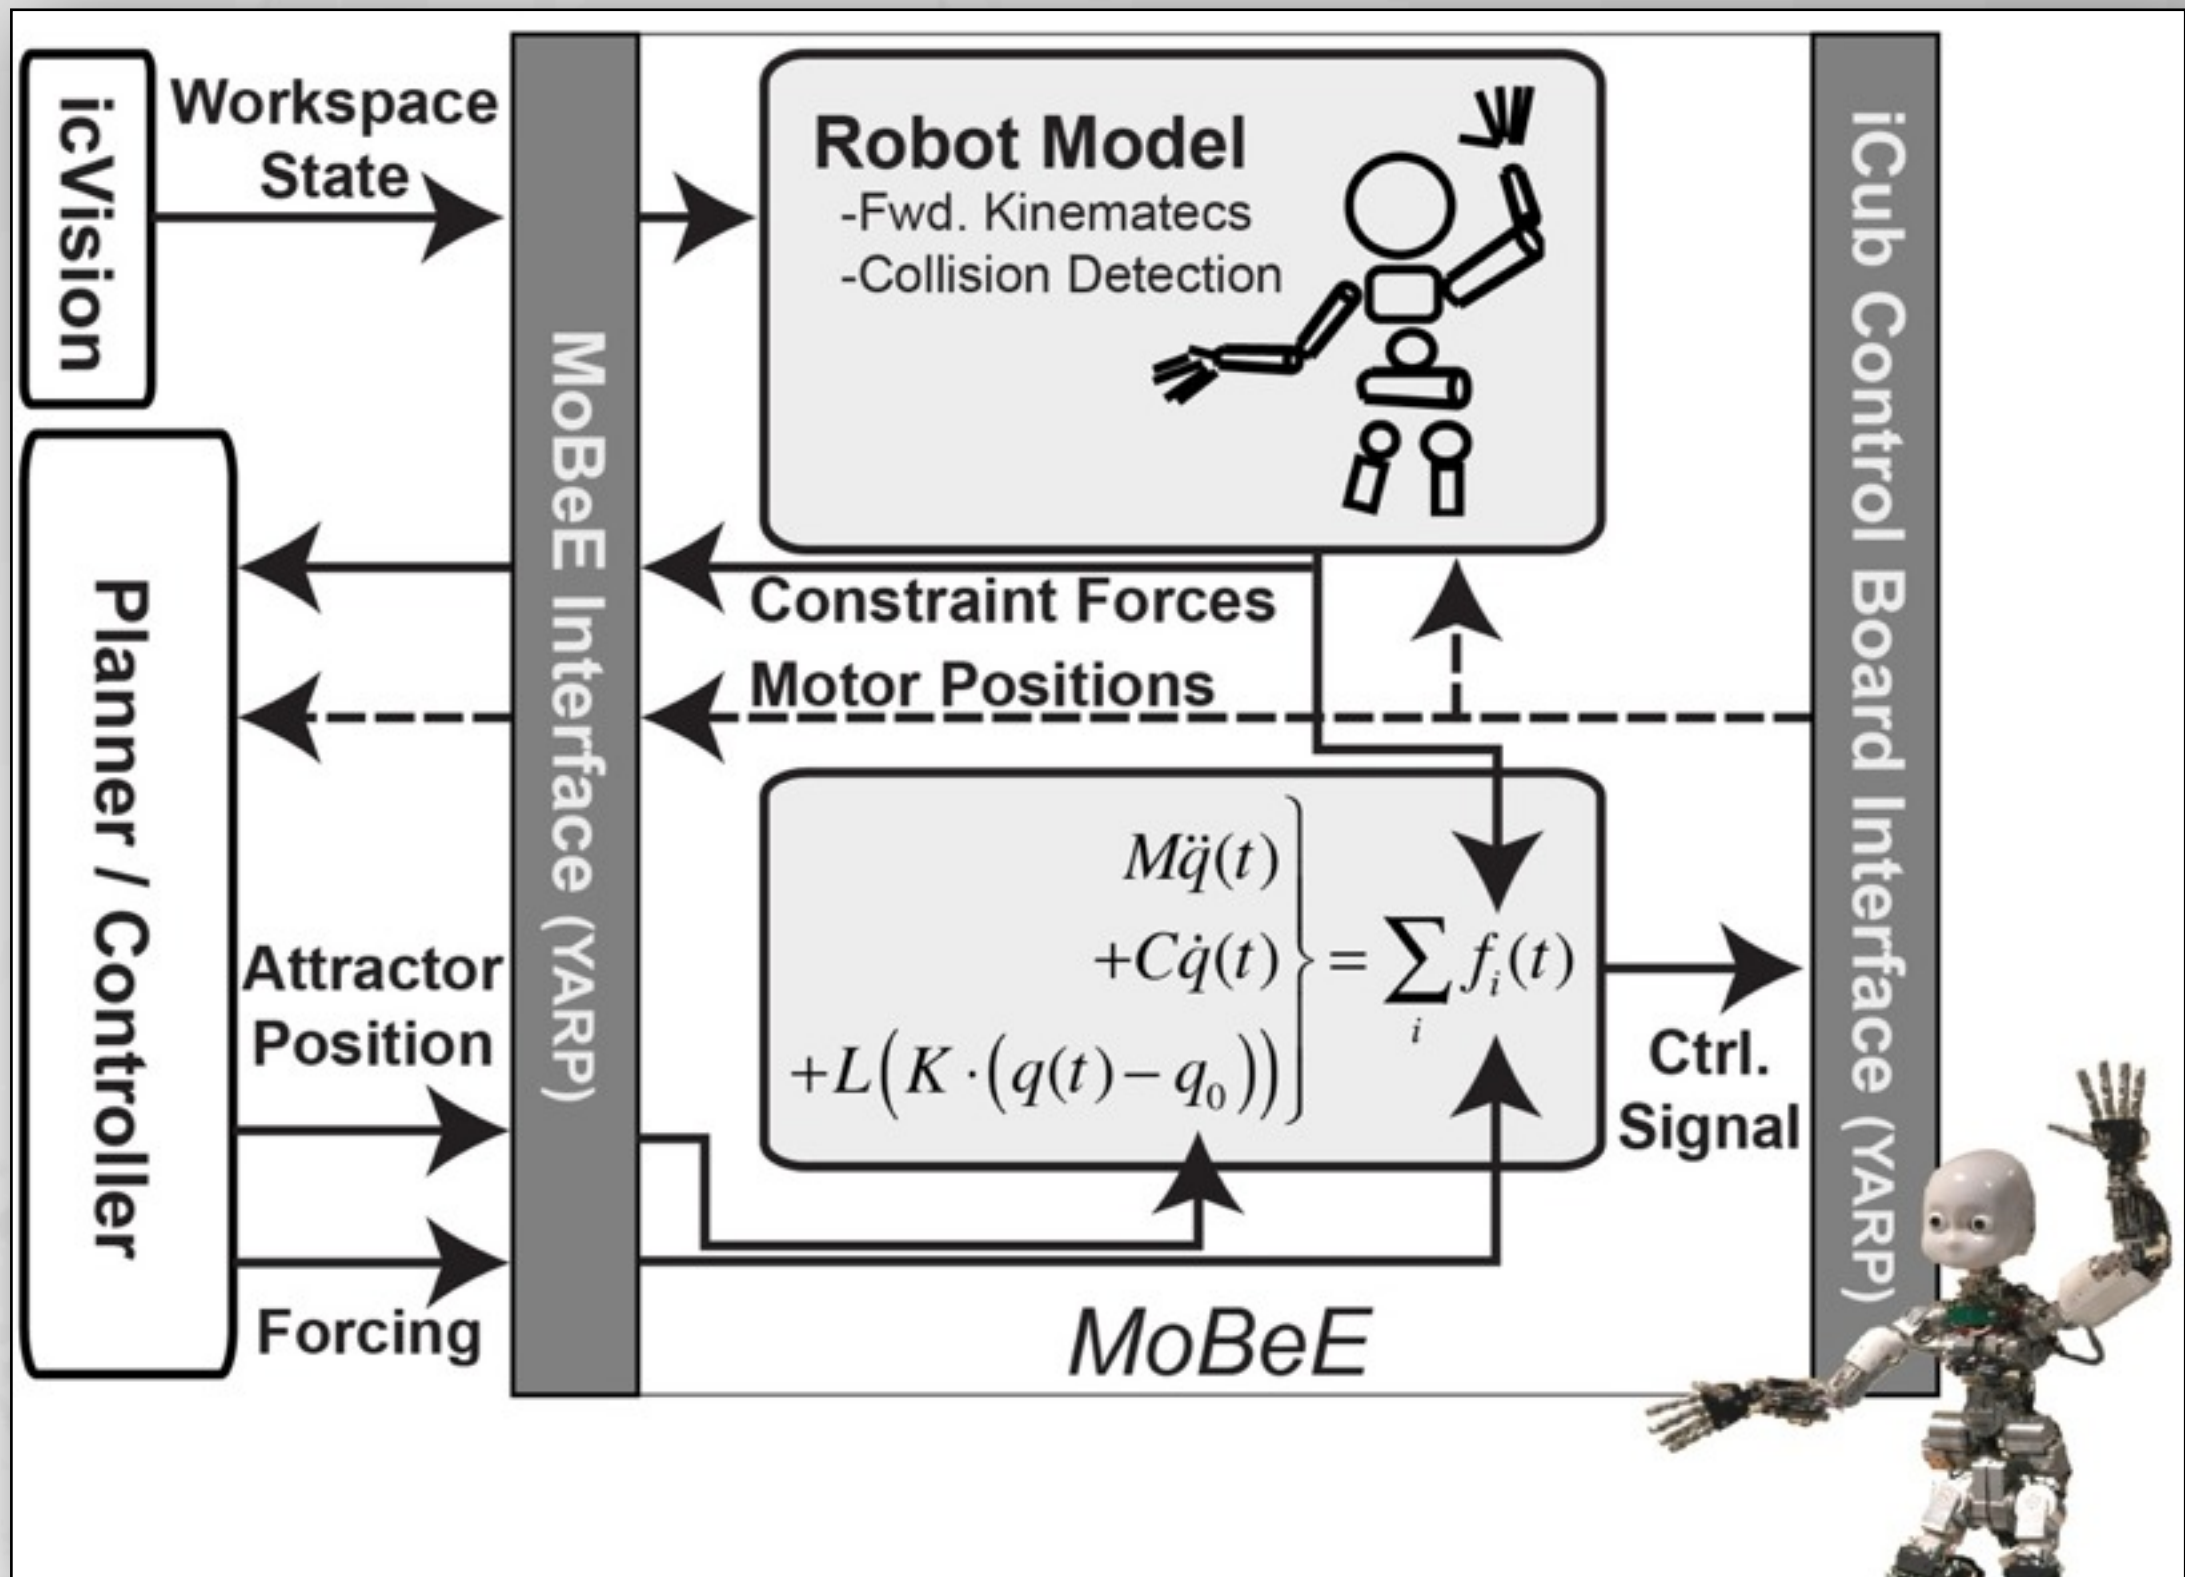 icVision
Workspace
State
MoBeE Interface (YARP)
Robot Model
-Fwd. Kinematecs
-Collision Detection
iCub Control Board Interface (YARP)
Planner / Controller
Constraint Forces
Motor Positions
Attractor
Position
Forcing
Mq̈(t)
+Cq̇(t)
+L(K·(q(t)−q₀))} = ∑ᵢ fᵢ(t)
Ctrl.
Signal
MoBeE